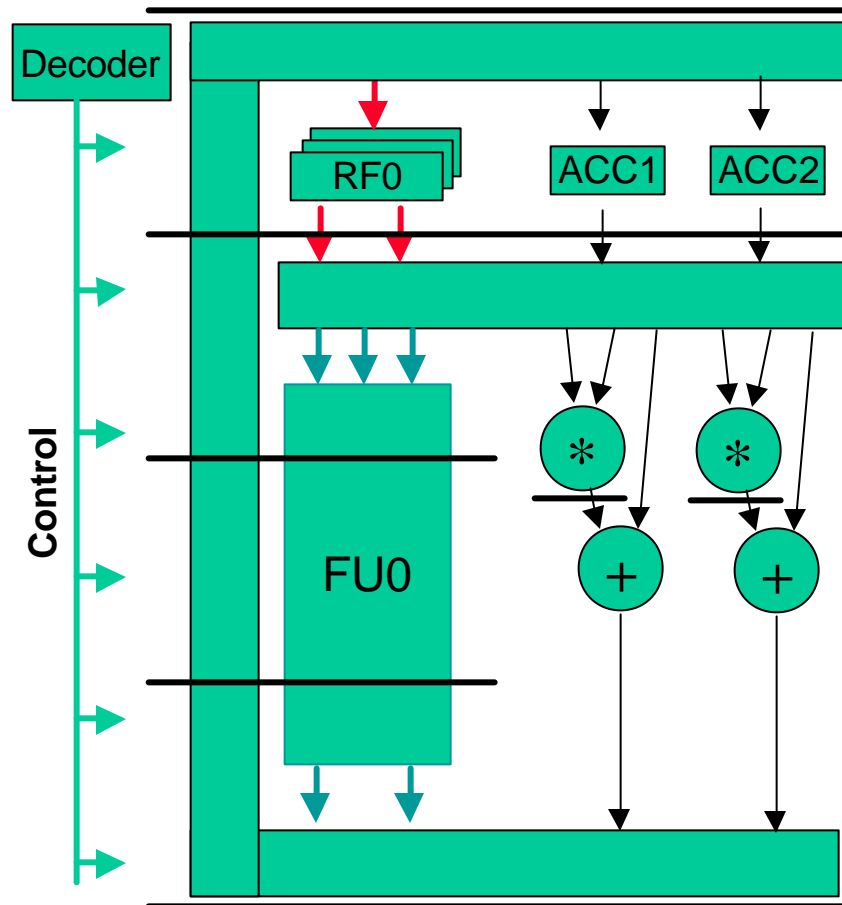 Decoder
RF0
ACC1
ACC2
*
*
Control
FU0
+
+